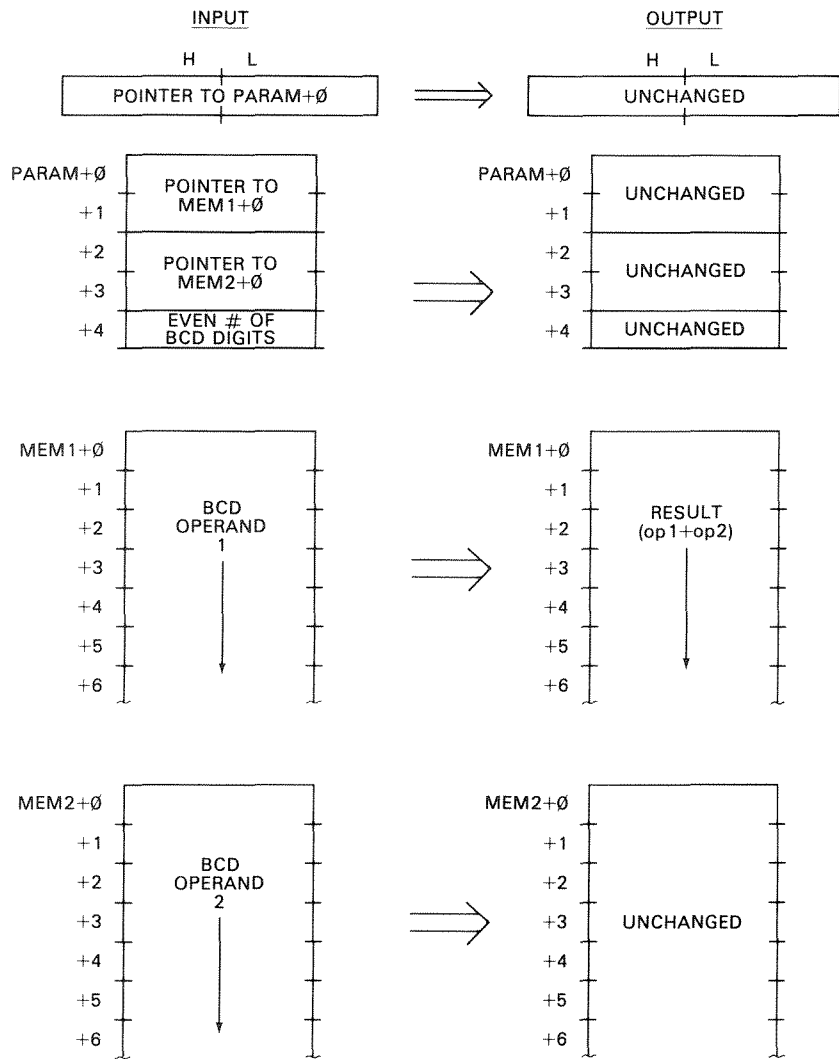 INPUT
OUTPUT
H L
H L
POINTER TO PARAM+Ø
UNCHANGED
PARAM+Ø
+1
+2
+3
+4
POINTER TO
MEM1+Ø
POINTER TO
MEM2+Ø
EVEN # OF
BCD DIGITS
PARAM+Ø
+1
+2
+3
+4
UNCHANGED
UNCHANGED
UNCHANGED
MEM1+Ø
+1
+2
+3
+4
+5
+6
BCD
OPERAND
1
MEM1+Ø
+1
+2
+3
+4
+5
+6
RESULT
(op1+op2)
MEM2+Ø
+1
+2
+3
+4
+5
+6
BCD
OPERAND
2
MEM2+Ø
+1
+2
+3
+4
+5
+6
UNCHANGED